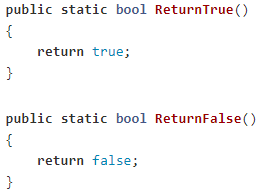 public static bool ReturnTrue()
{
    return true;
}

public static bool ReturnFalse()
{
    return false;
}